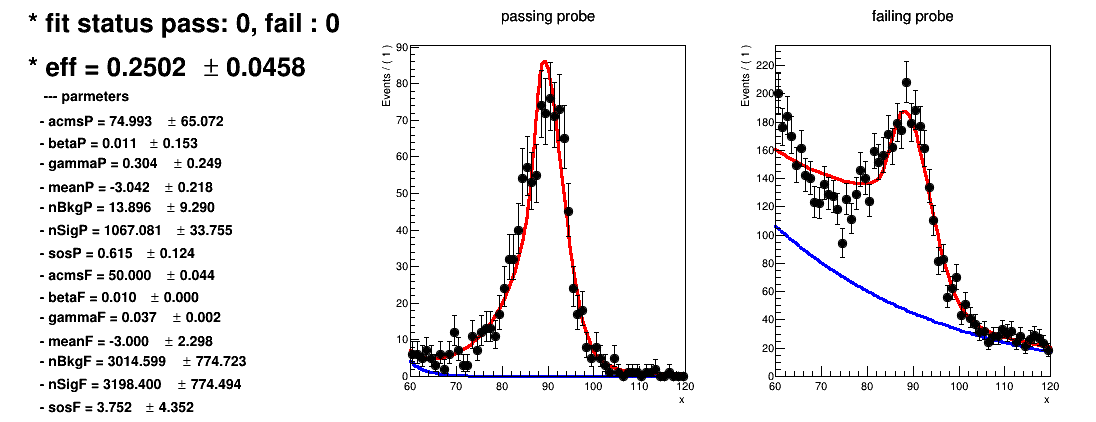 * fit status pass: 0, fail : 0
* eff = 0.2502 ± 0.0458
--- parmeters
- acmsP = 74.993 ± 65.072
- betaP = 0.011 ± 0.153
- gammaP = 0.304 ± 0.249
- meanP = -3.042 ± 0.218
- nBkgP = 13.896 ± 9.290
- nSigP = 1067.081 ± 33.755
- sosP = 0.615 ± 0.124
- acmsF = 50.000 ± 0.044
- betaF = 0.010 ± 0.000
- gammaF = 0.037 ± 0.002
- meanF = -3.000 ± 2.298
- nBkgF = 3014.599 ± 774.723
- nSigF = 3198.400 ± 774.494
- sosF = 3.752 ± 4.352
passing probe
Events / ( 1 )
90
80
70
60
50
40
30
20
10
0
60 70 80 90 100 110 120
x
failing probe
Events / ( 1 )
220
200
180
160
140
120
100
80
60
40
20
0
60 70 80 90 100 110 120
x